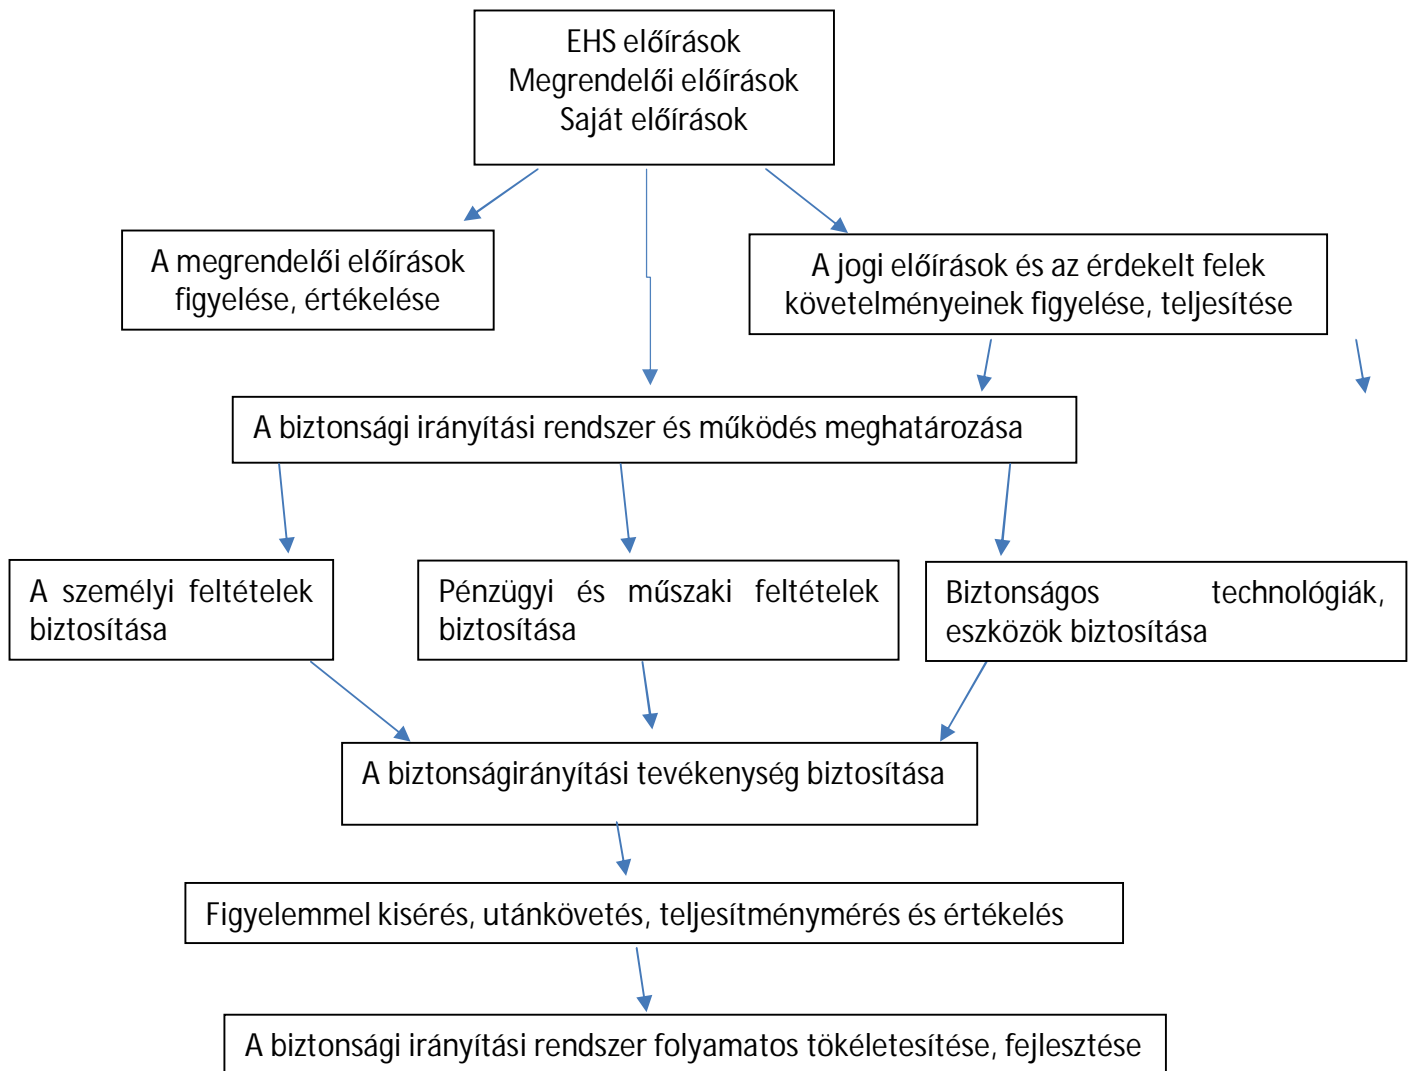 EHS előírások
Megrendelői előírások
Saját előírások
A megrendelői előírások
figyelése, értékelése
A jogi előírások és az érdekelt felek
követelményeinek figyelése, teljesítése
A biztonsági irányítási rendszer és működés meghatározása
A személyi feltételek
biztosítása
Pénzügyi és műszaki feltételek
biztosítása
Biztonságos technológiák,
eszközök biztosítása
A biztonságirányítási tevékenység biztosítása
Figyelemmel kisérés, utánkövetés, teljesítménymérés és értékelés
A biztonsági irányítási rendszer folyamatos tökéletesítése, fejlesztése